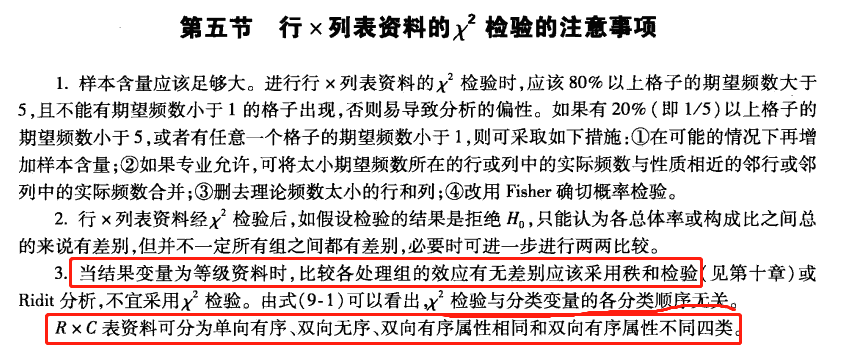 第五节 行×列表资料的χ² 检验的注意事项
1. 样本含量应该足够大。进行行×列表资料的χ² 检验时,应该 80% 以上格子的期望频数大于
5,且不能有期望频数小于 1 的格子出现,否则易导致分析的偏性。如果有 20%(即 1/5)以上格子的
期望频数小于 5,或者有任意一个格子的期望频数小于 1,则可采取如下措施:①在可能的情况下再增
加样本含量;②如果专业允许,可将太小期望频数所在的行或列中的实际频数与性质相近的邻行或邻
列中的实际频数合并;③删去理论频数太小的行和列;④改用 Fisher 确切概率检验。
2. 行×列表资料经χ² 检验后,如假设检验的结果是拒绝 H₀,只能认为各总体率或构成比之间总
的来说有差别,但并不一定所有组之间都有差别,必要时可进一步进行两两比较。
3. 当结果变量为等级资料时,比较各处理组的效应有无差别应该采用秩和检验(见第十章)或
Ridit 分析,不宜采用χ² 检验。由式(9-1)可以看出,χ² 检验与分类变量的各分类顺序无关。
R×C 表资料可分为单向有序、双向无序、双向有序属性相同和双向有序属性不同四类。